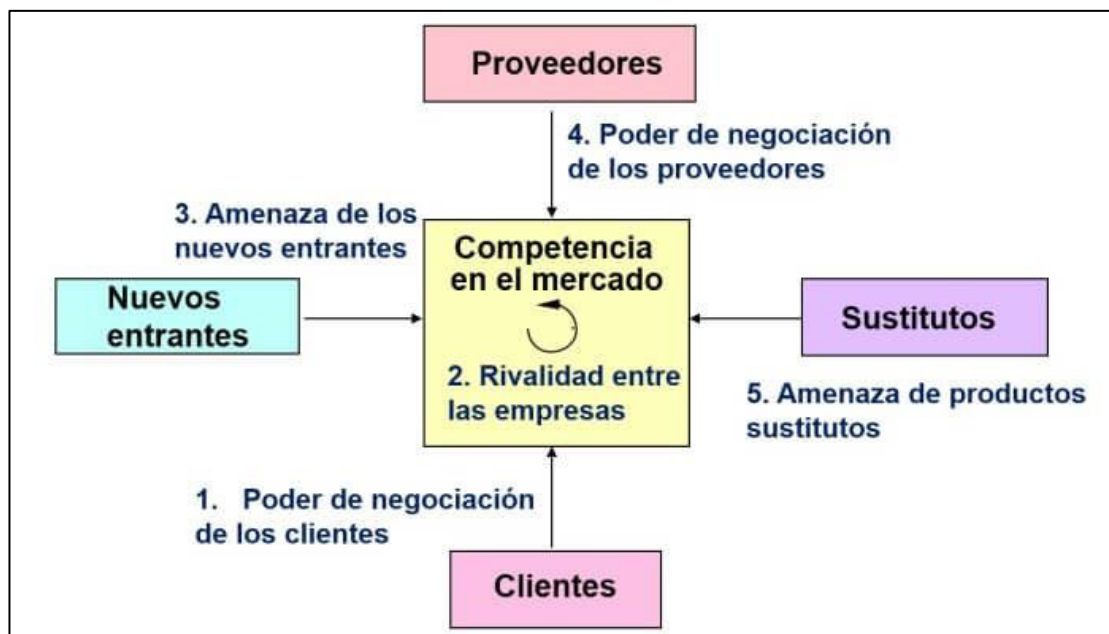 Proveedores
4. Poder de negociación
de los proveedores
3. Amenaza de los
nuevos entrantes
Competencia
en el mercado
Nuevos
entrantes
Sustitutos
2. Rivalidad entre
las empresas
5. Amenaza de productos
sustitutos
1. Poder de negociación
de los clientes
Clientes